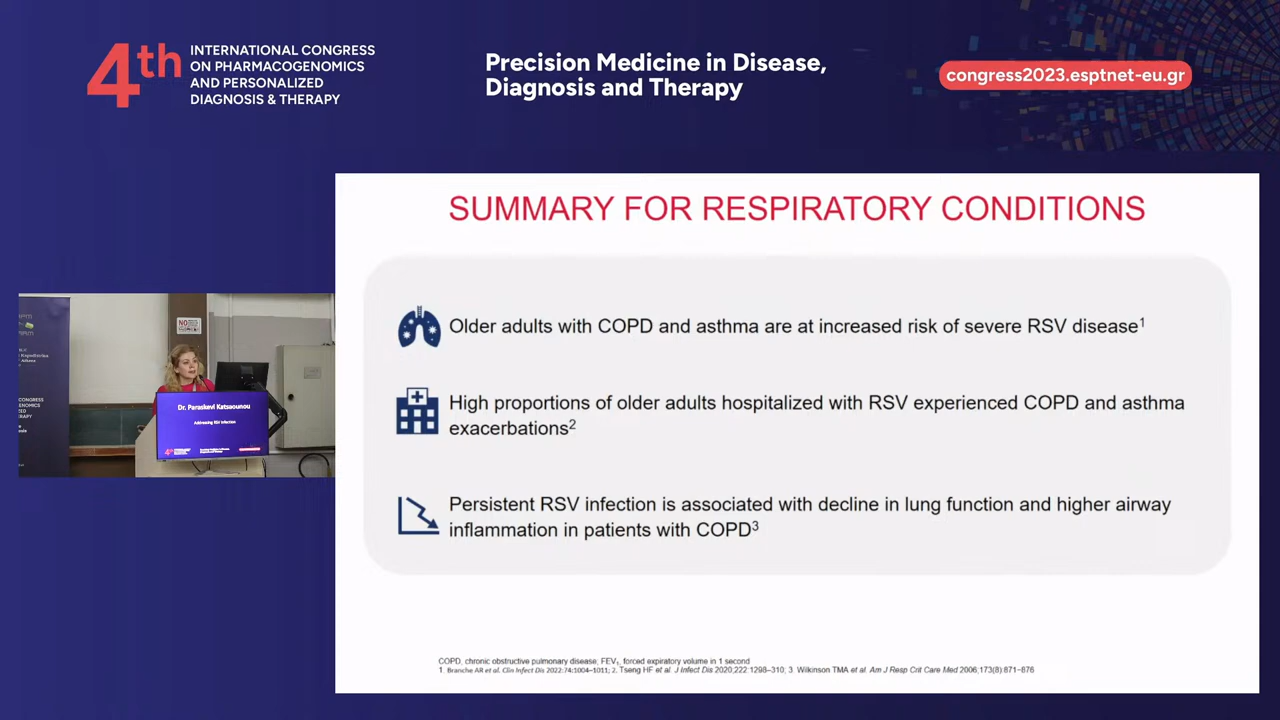 4th
INTERNATIONAL CONGRESS
ON PHARMACOGENOMICS
AND PERSONALIZED
DIAGNOSIS & THERAPY
Precision Medicine in Disease,
Diagnosis and Therapy
congress2023.esptnet-eu.gr
SUMMARY FOR RESPIRATORY CONDITIONS
Older adults with COPD and asthma are at increased risk of severe RSV disease1
High proportions of older adults hospitalized with RSV experienced COPD and asthma
exacerbations2
Persistent RSV infection is associated with decline in lung function and higher airway
inflammation in patients with COPD3
COPD, chronic obstructive pulmonary disease; FEV1, forced expiratory volume in 1 second
1. Branche AR et al. Clin Infect Dis 2022:74:1004–1011; 2. Tseng HF et al. J Infect Dis 2020;222:1298–310; 3. Wilkinson TMA et al. Am J Resp Crit Care Med 2006;173(8):871–876
NO
Dr. Paraskevi Katsaounou
Addressing RSV Infection